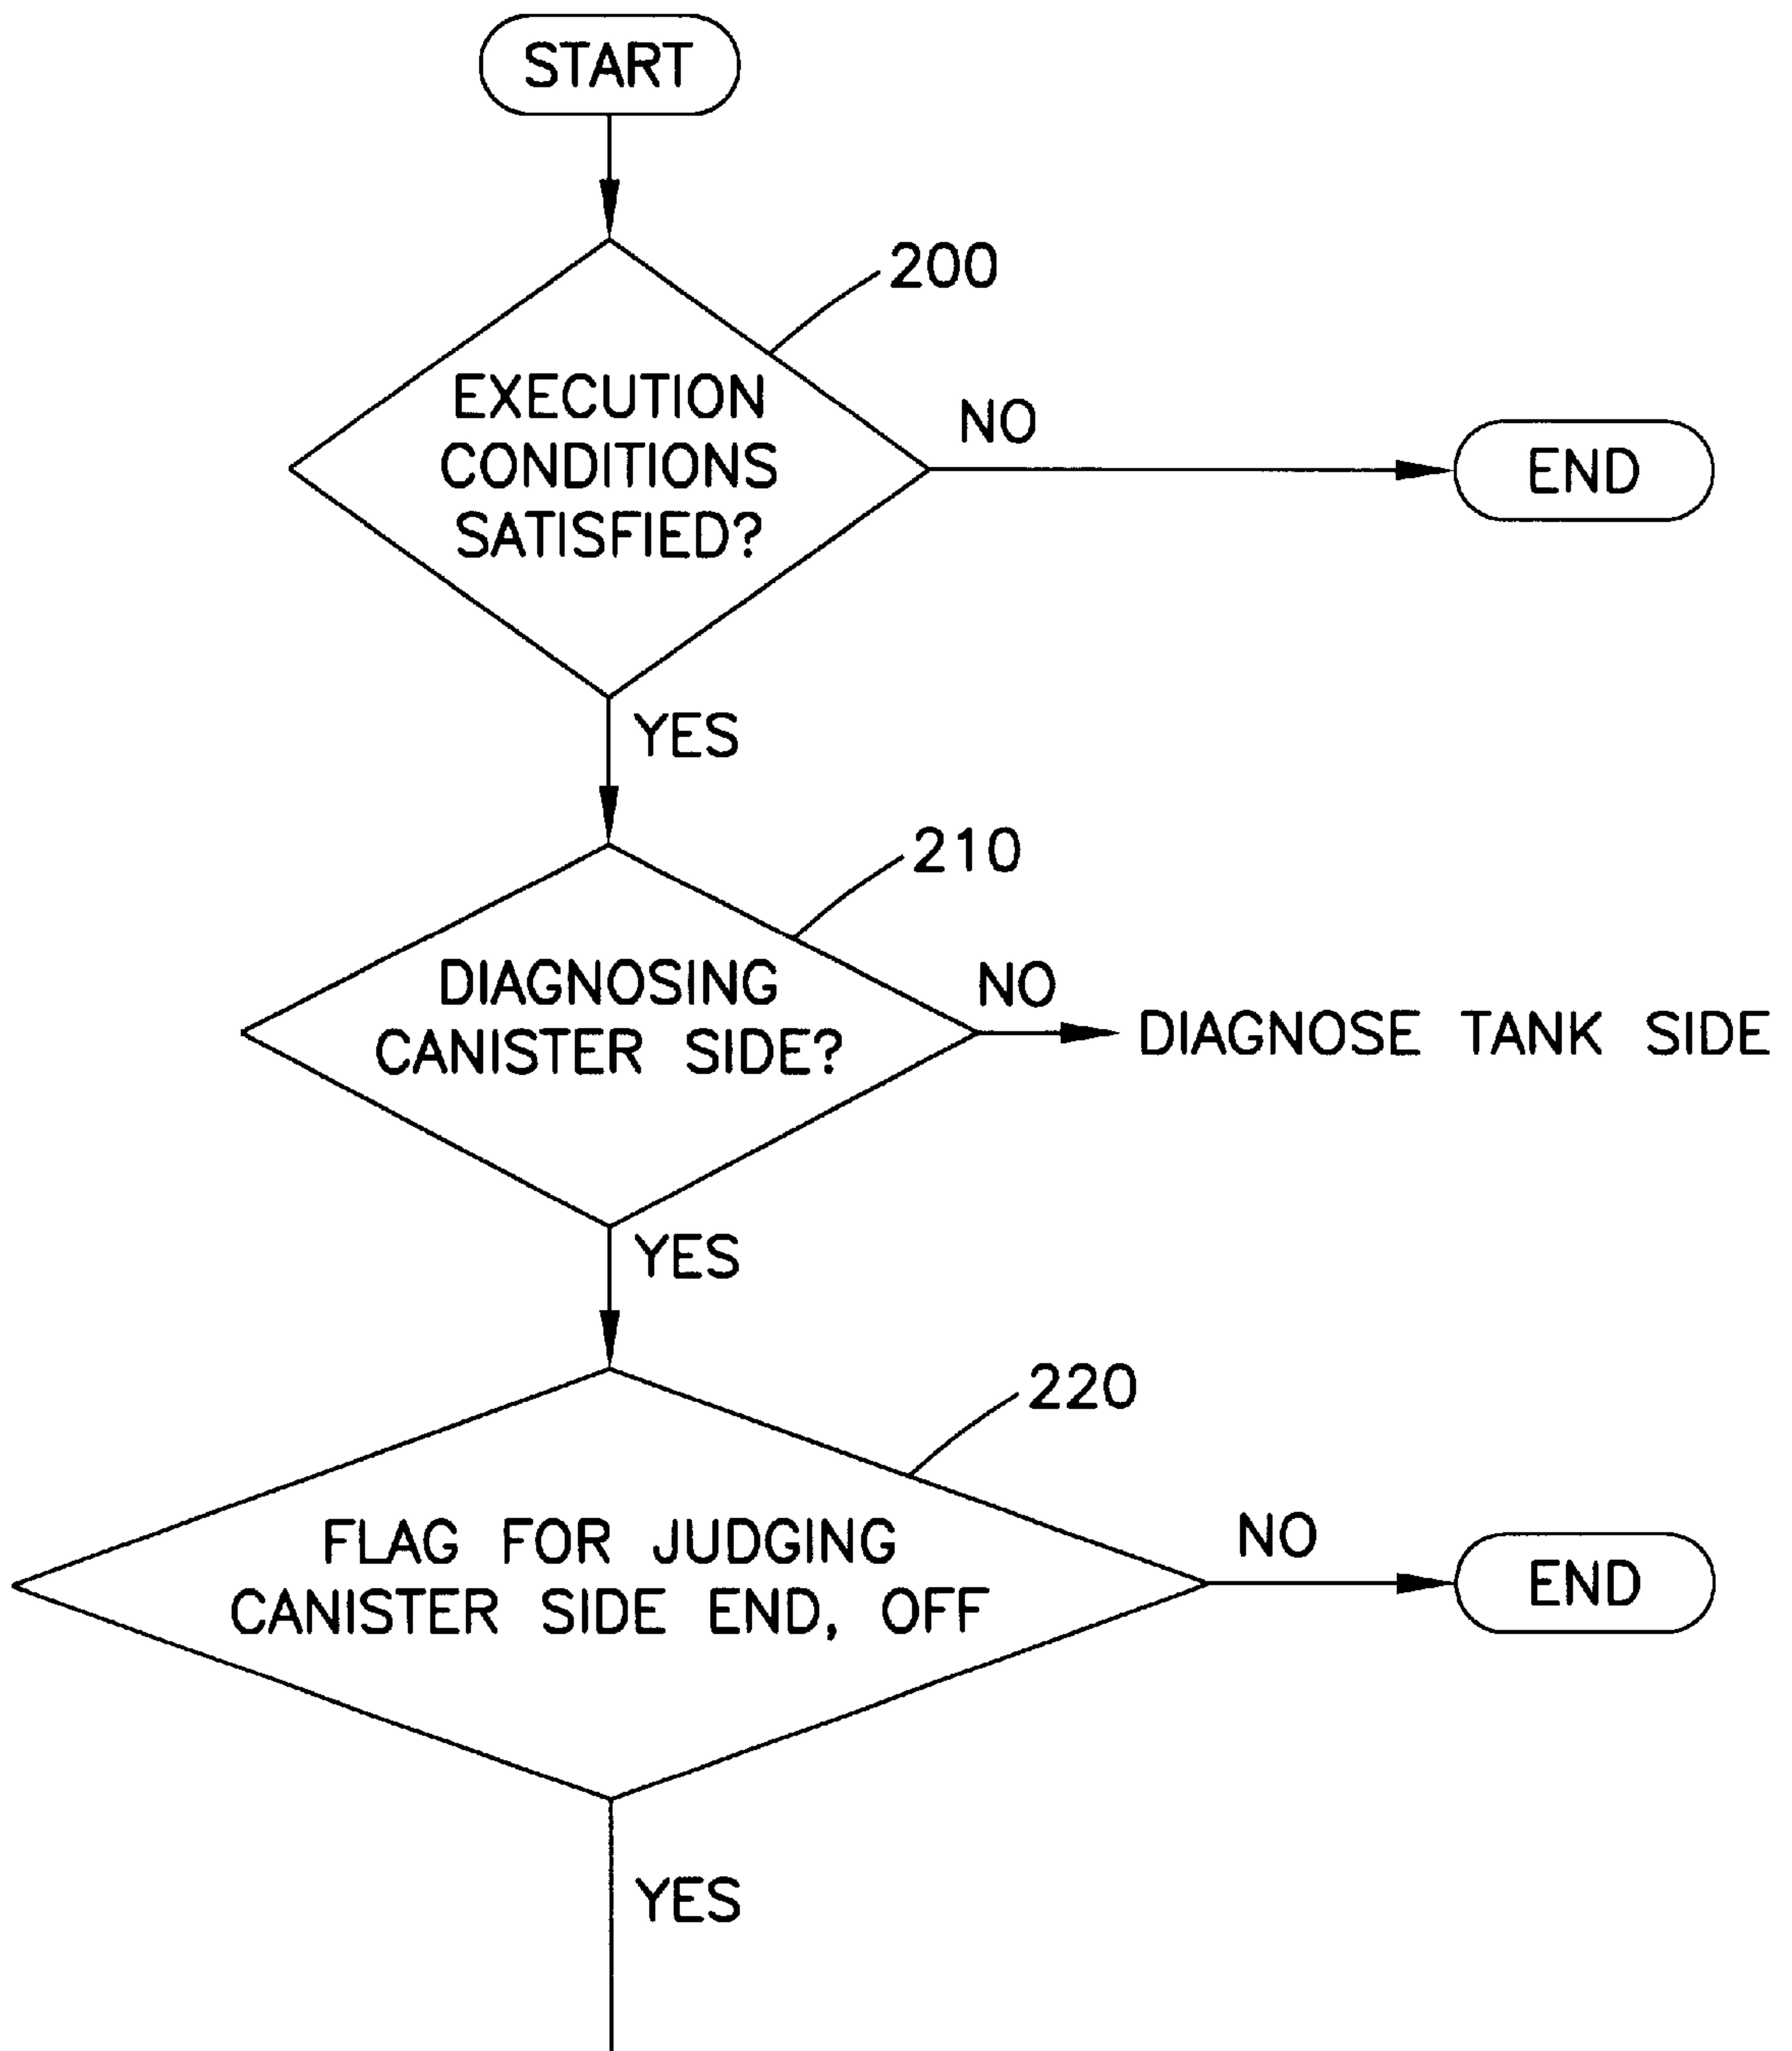 START
200
EXECUTION
CONDITIONS
SATISFIED?
NO
END
YES
210
DIAGNOSING
CANISTER SIDE?
NO
DIAGNOSE TANK SIDE
YES
220
FLAG FOR JUDGING
CANISTER SIDE END, OFF
NO
END
YES